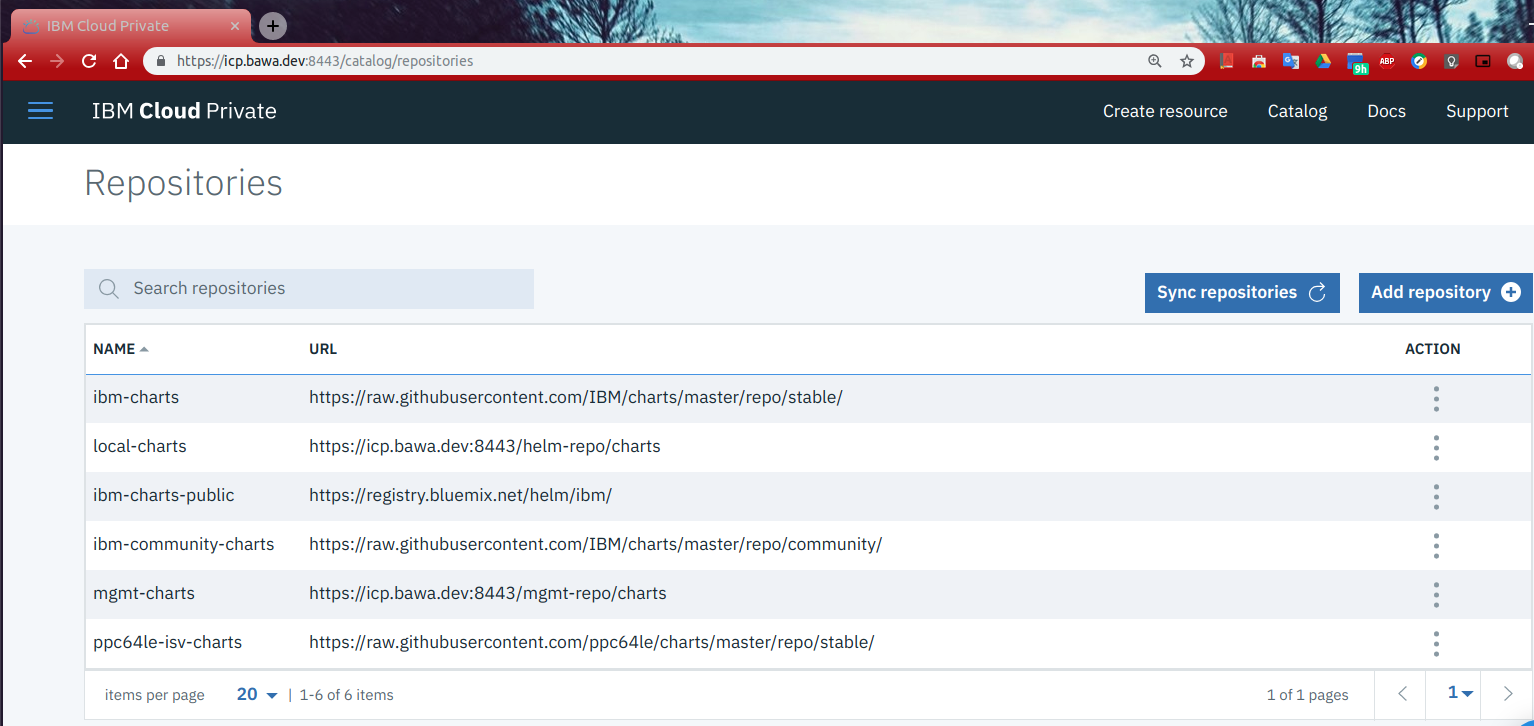 IBM Cloud Private
https://icp.bawa.dev:8443/catalog/repositories
9h
ABP
IBM Cloud Private
Create resource
Catalog
Docs
Support
Repositories
Search repositories
Sync repositories
Add repository
NAME URL ACTION
ibm-charts https://raw.githubusercontent.com/IBM/charts/master/repo/stable/
local-charts https://icp.bawa.dev:8443/helm-repo/charts
ibm-charts-public https://registry.bluemix.net/helm/ibm/
ibm-community-charts https://raw.githubusercontent.com/IBM/charts/master/repo/community/
mgmt-charts https://icp.bawa.dev:8443/mgmt-repo/charts
ppc64le-isv-charts https://raw.githubusercontent.com/ppc64le/charts/master/repo/stable/
items per page 20 | 1-6 of 6 items 1 of 1 pages 1